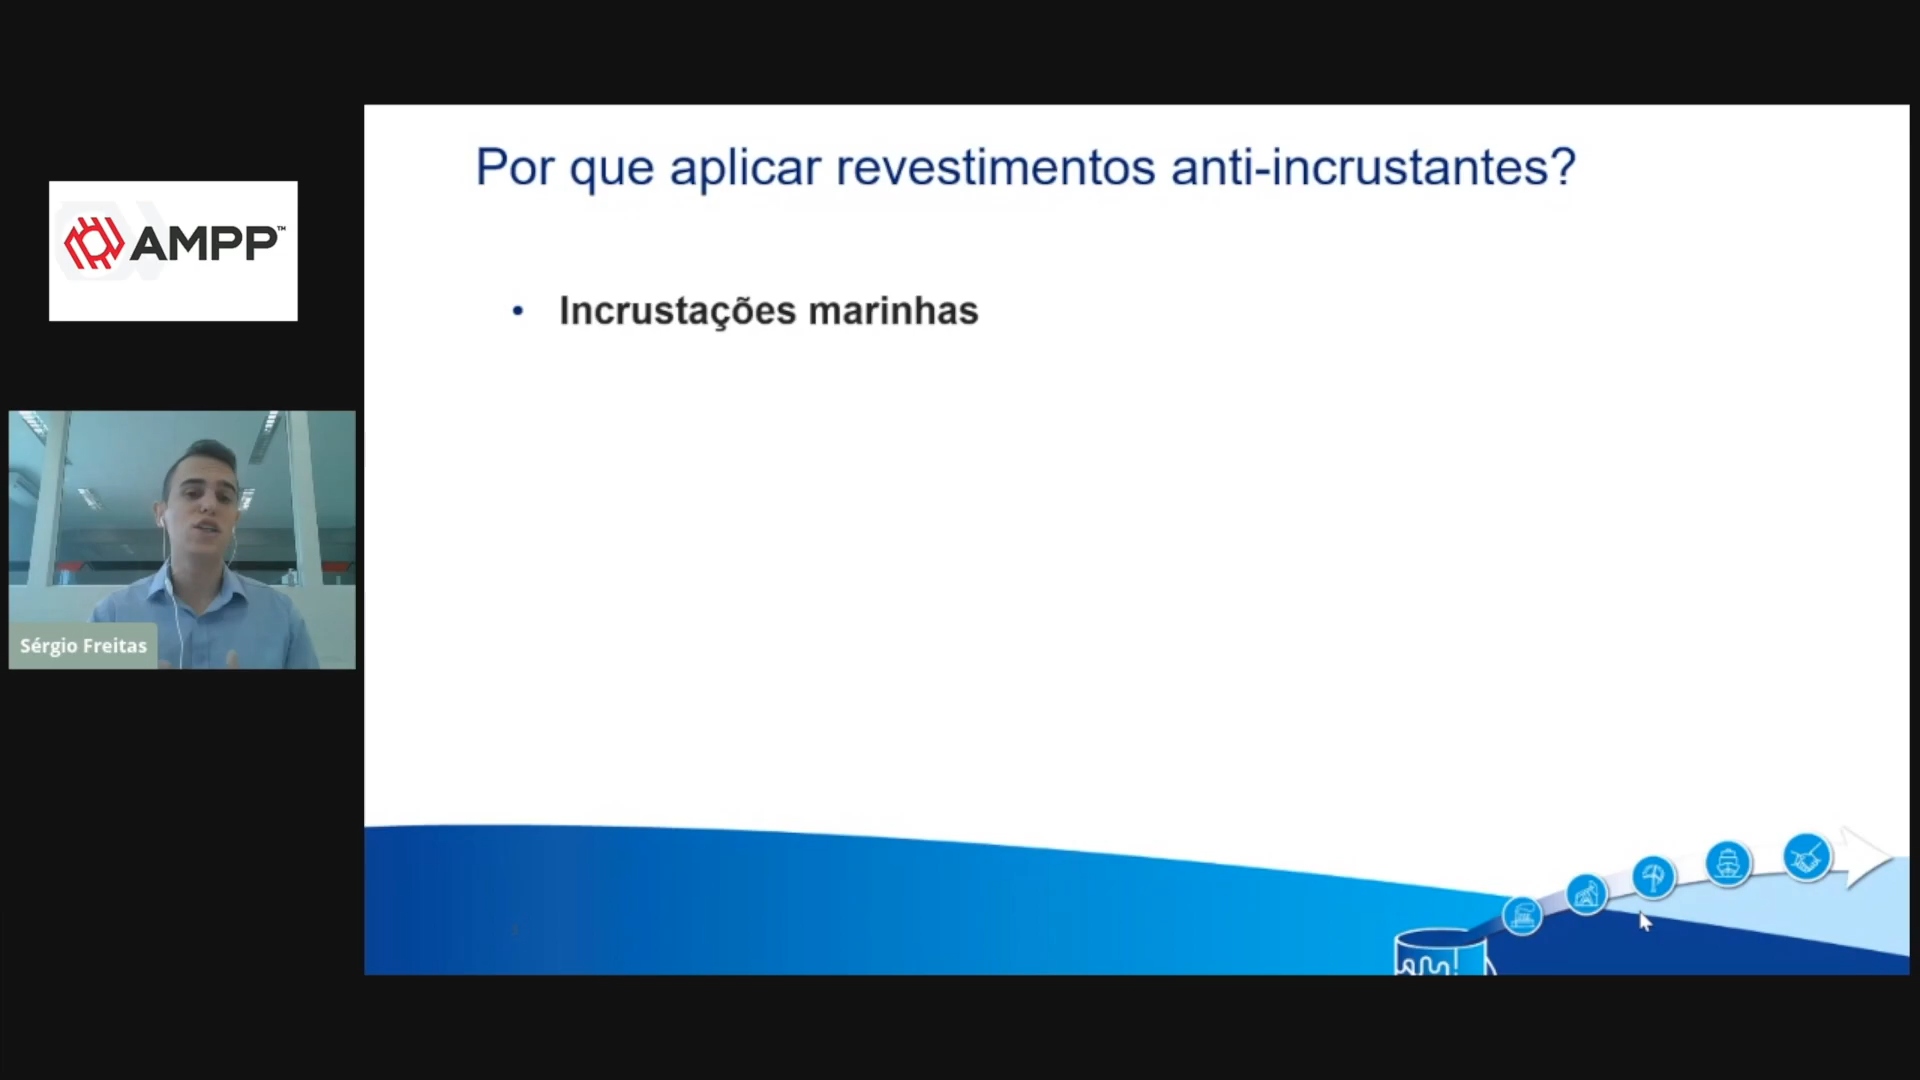 Por que aplicar revestimentos anti-incrustantes?
AMPP™
• Incrustações marinhas
Sérgio Freitas